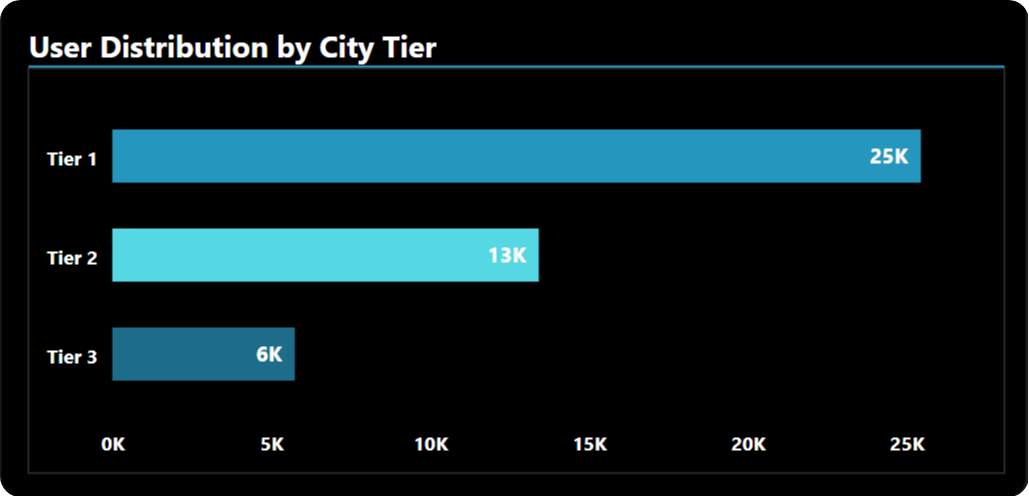 User Distribution by City Tier
Tier 1
25K
Tier 2
13K
Tier 3
6K
0K 5K 10K 15K 20K 25K